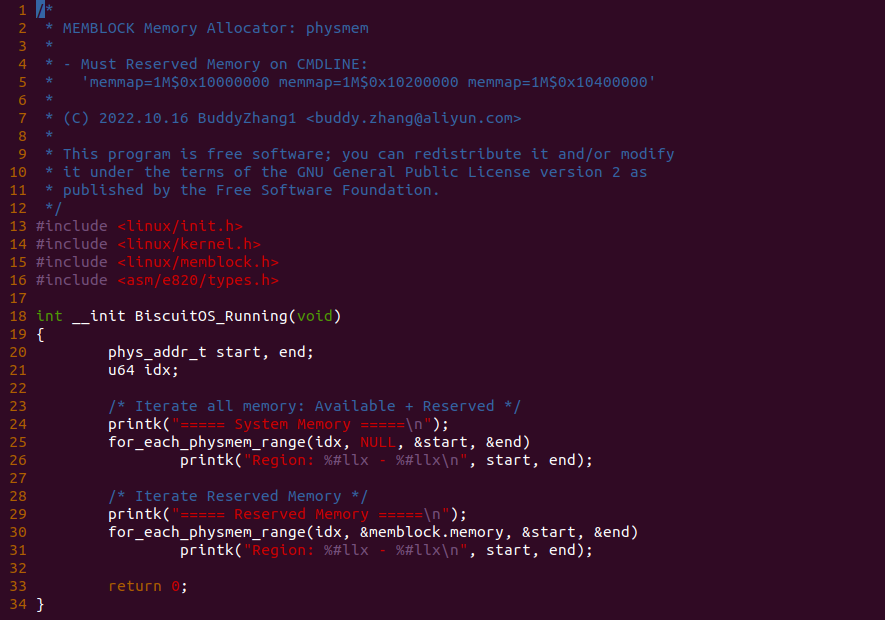 1 /*
2  * MEMBLOCK Memory Allocator: physmem
3  *
4  * - Must Reserved Memory on CMDLINE:
5  *   'memmap=1M$0x10000000 memmap=1M$0x10200000 memmap=1M$0x10400000'
6  *
7  * (C) 2022.10.16 BuddyZhang1 <buddy.zhang@aliyun.com>
8  *
9  * This program is free software; you can redistribute it and/or modify
10  * it under the terms of the GNU General Public License version 2 as
11  * published by the Free Software Foundation.
12  */
13 #include <linux/init.h>
14 #include <linux/kernel.h>
15 #include <linux/memblock.h>
16 #include <asm/e820/types.h>
17
18 int __init BiscuitOS_Running(void)
19 {
20         phys_addr_t start, end;
21         u64 idx;
22
23         /* Iterate all memory: Available + Reserved */
24         printk("===== System Memory =====\n");
25         for_each_physmem_range(idx, NULL, &start, &end)
26                 printk("Region: %#llx - %#llx\n", start, end);
27
28         /* Iterate Reserved Memory */
29         printk("===== Reserved Memory =====\n");
30         for_each_physmem_range(idx, &memblock.memory, &start, &end)
31                 printk("Region: %#llx - %#llx\n", start, end);
32
33         return 0;
34 }